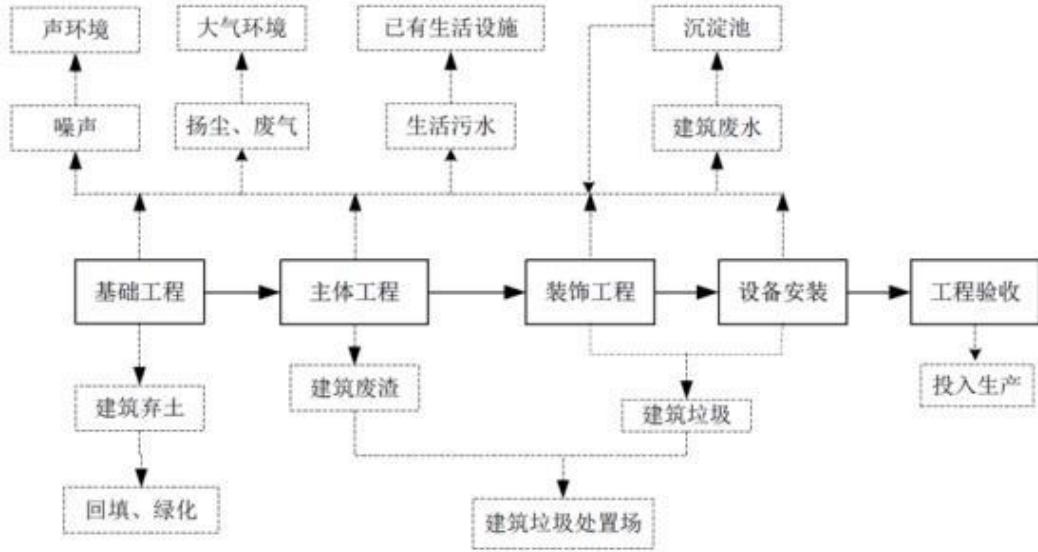 声环境
大气环境
已有生活设施
沉淀池
噪声
扬尘、废气
生活污水
建筑废水
基础工程
主体工程
装饰工程
设备安装
工程验收
建筑弃土
建筑废渣
建筑垃圾
投入生产
回填、绿化
建筑垃圾处置场